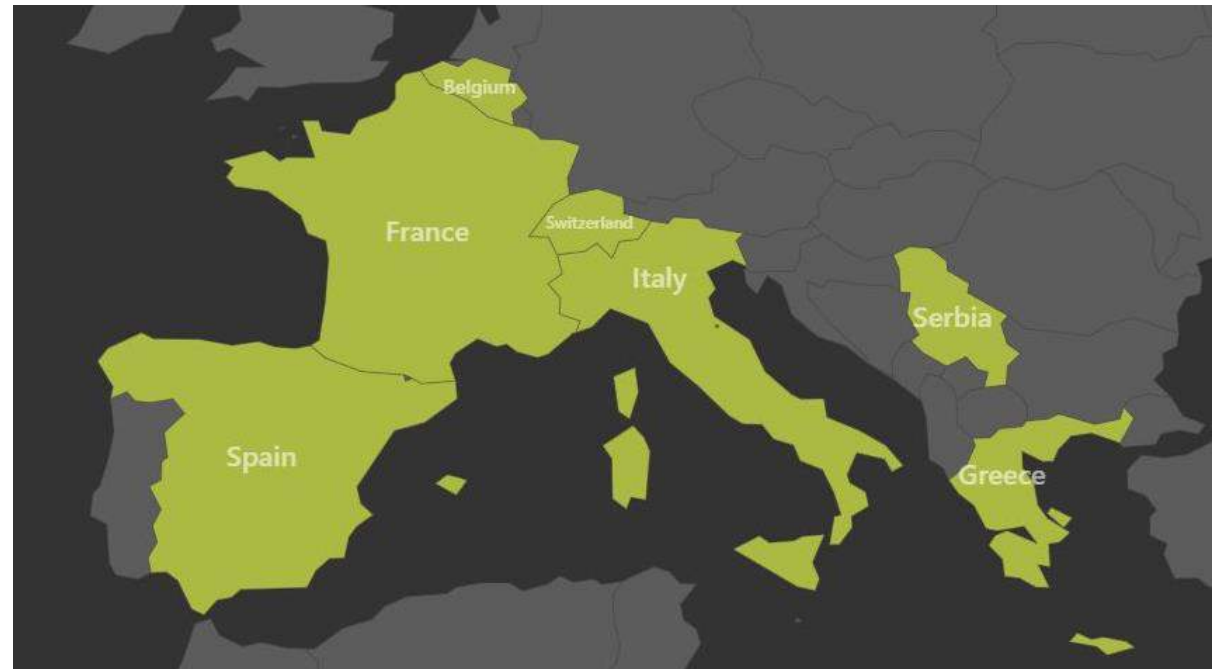 Belgium
Switzerland
France
Italy
Serbia
Spain
Greece